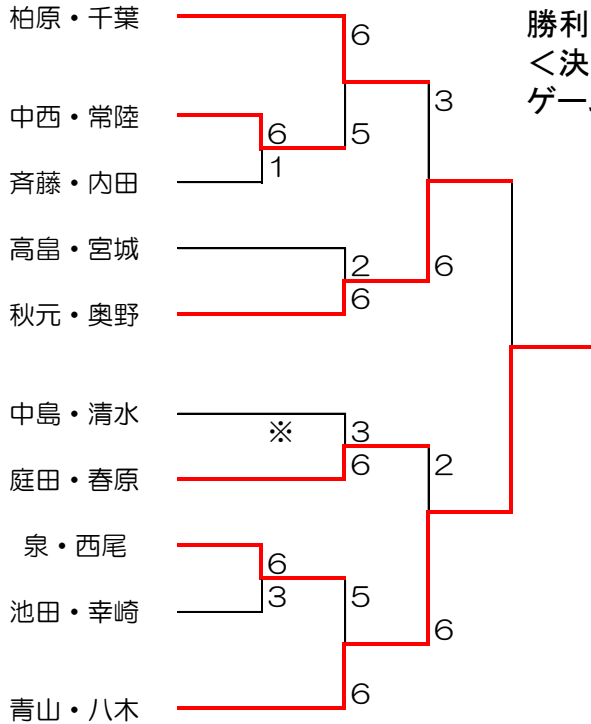 柏原・千葉
6
勝利
<決
ゲー
3
中西・常陸
6
5
1
斉藤・内田
高畠・宮城
2
6
6
秋元・奥野
中島・清水
※
3
6
2
庭田・春原
泉・西尾
6
3
5
池田・幸崎
6
6
青山・八木